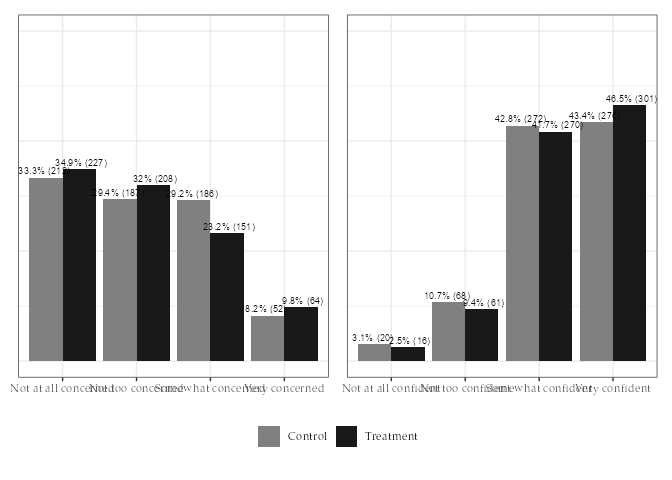 33.3% (212)
34.9% (227)
29.4% (187)
32% (208)
29.2% (186)
23.2% (151)
8.2% (52)
9.8% (64)
Not at all concerned
Not too concerned
Somewhat concerned
Very concerned
3.1% (20)
2.5% (16)
10.7% (68)
9.4% (61)
42.8% (272)
41.7% (270)
43.4% (276)
46.5% (301)
Not at all confident
Not too confident
Somewhat confident
Very confident
Control
Treatment